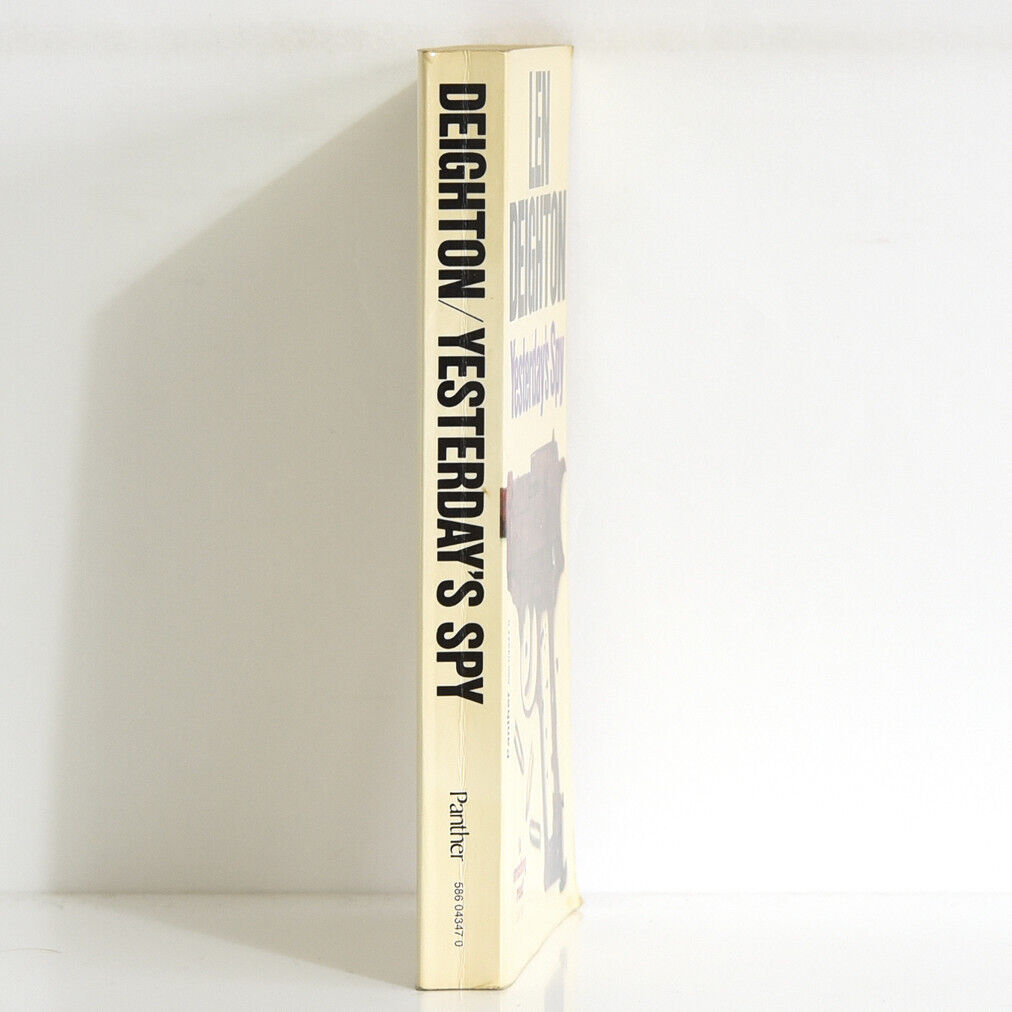 DEIGHTON/YESTERDAY'S SPY
Panther
586 04347 0
LEN
DEIGHTON
Yesterday's Spy